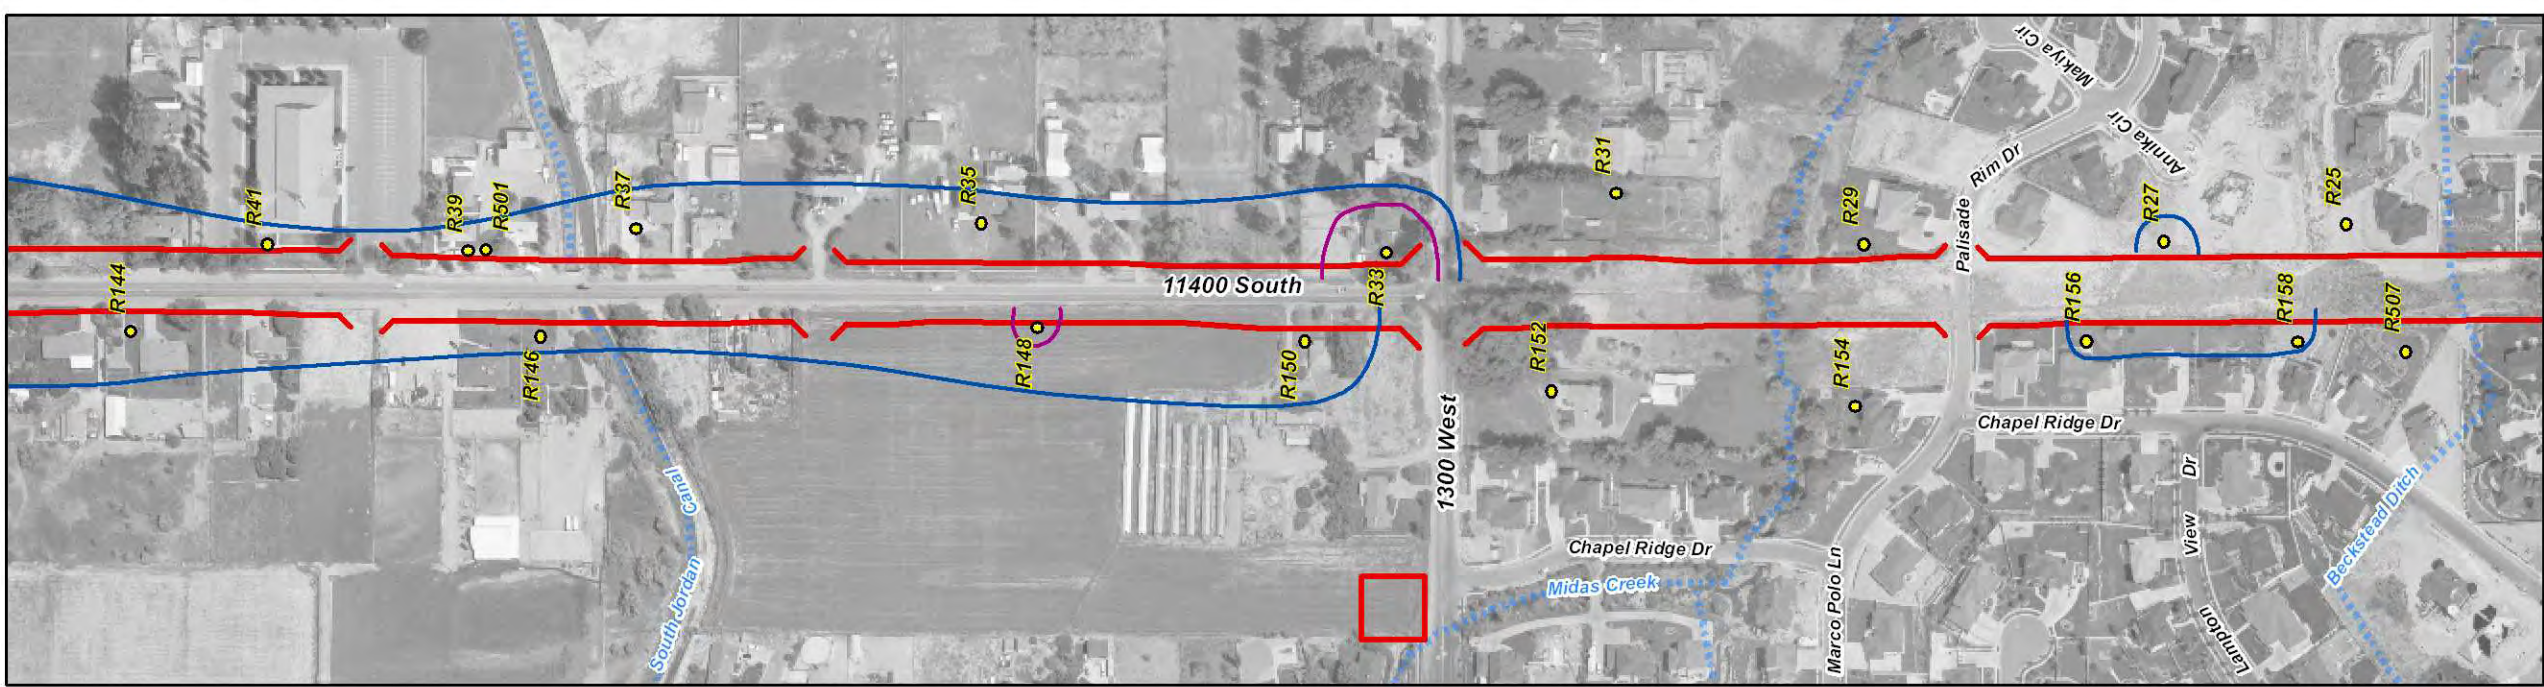 Makiya Cir
Annika Cir
Rim Dr
Palisade
R41
R39
R501
R37
R35
R31
R29
R27
R25
11400 South
R33
R144
R146
R148
R150
R152
R154
R156
R158
R507
1300 West
Chapel Ridge Dr
South Jordan Canal
Chapel Ridge Dr
Midas Creek
Marco Polo Ln
Lampton View Dr
Beckstead Ditch